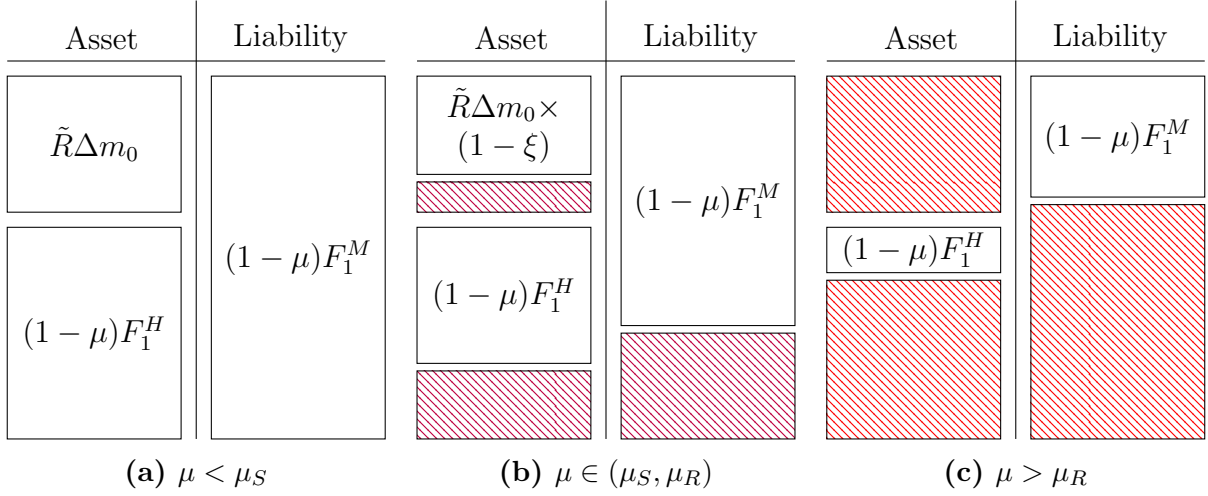 Asset Liability
R̃Δm₀
(1 − μ)F₁ᴴ
(1 − μ)F₁ᴹ
(a) μ < μ_S
Asset Liability
R̃Δm₀×
(1 − ξ)
(1 − μ)F₁ᴴ
(1 − μ)F₁ᴹ
(b) μ ∈ (μ_S, μ_R)
Asset Liability
(1 − μ)F₁ᴴ
(1 − μ)F₁ᴹ
(c) μ > μ_R